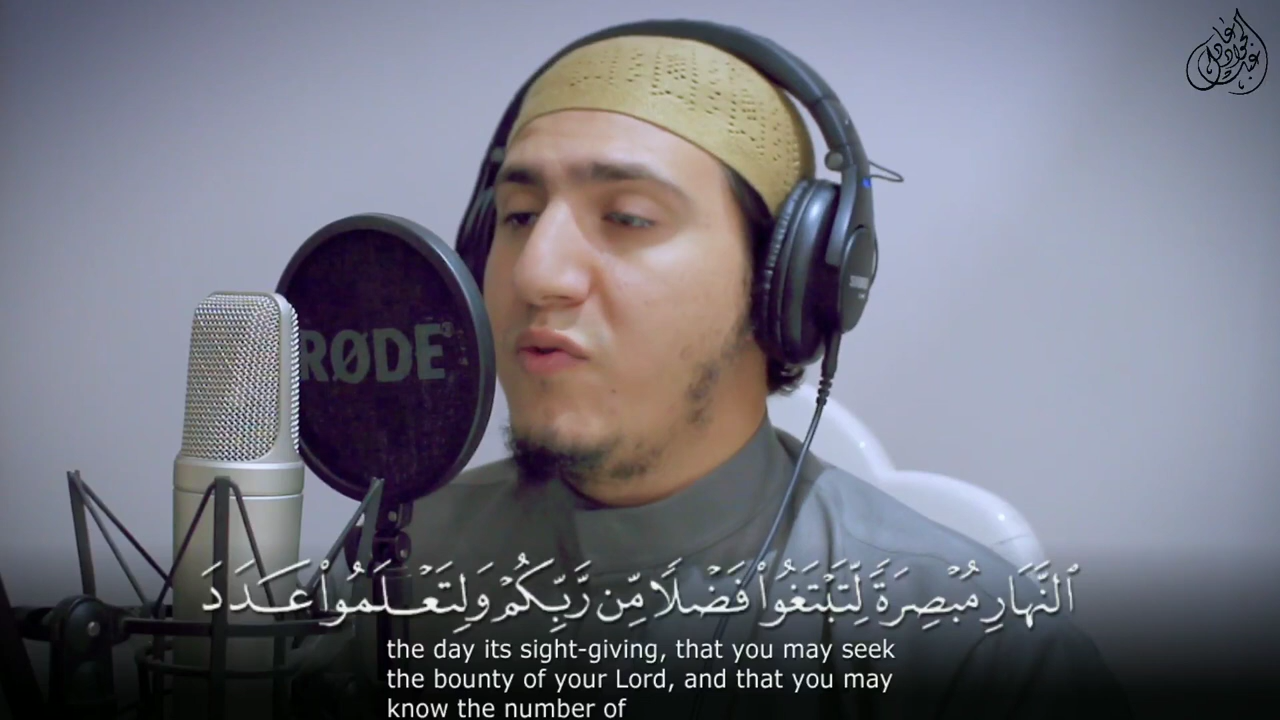 RØDE
ٱلنَّهَارِ مُبْصِرَةً لِّتَبْتَغُوا۟ فَضْلًا مِّن رَّبِّكُمْ وَلِتَعْلَمُوا۟ عَدَدَ
the day its sight-giving, that you may seek
the bounty of your Lord, and that you may
know the number of